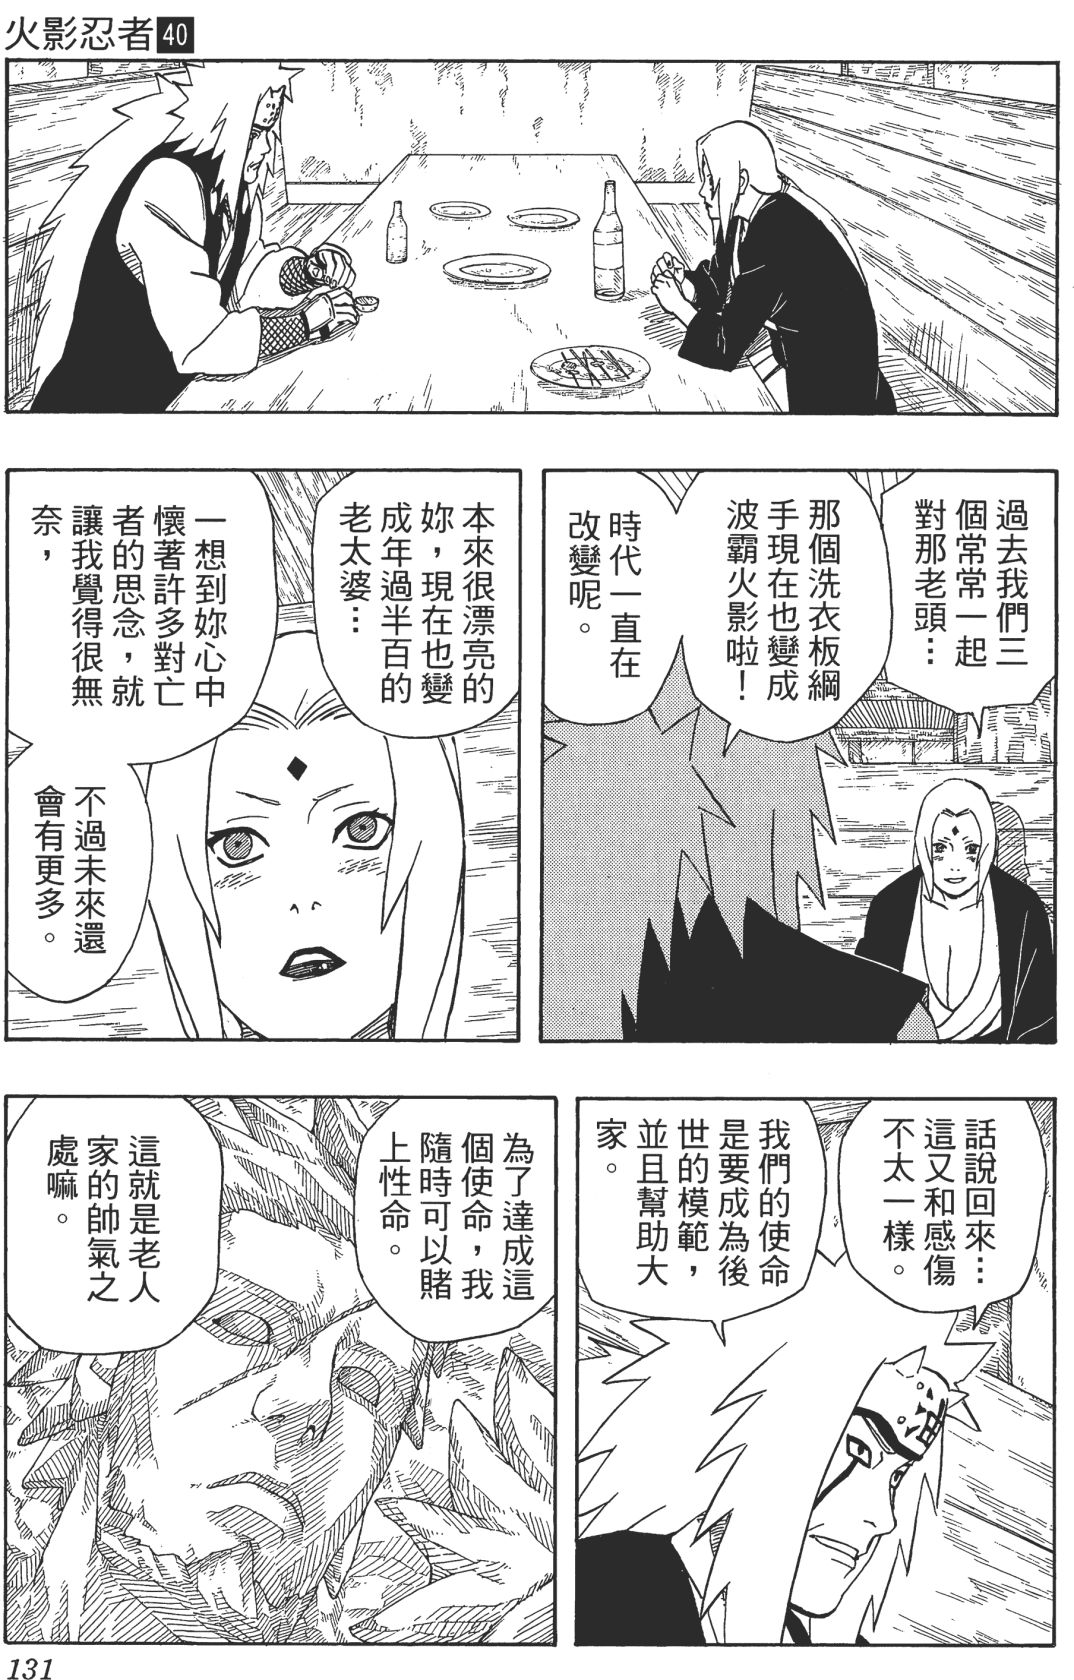 火影忍者40
過去我們三
個常常一起
對那老頭…
那個洗衣板綱
手現在也變成
波霸火影啦！
時代一直在
改變呢。
本來很漂亮的
妳，現在也變
成年過半百的
老太婆…
一想到妳心中
懷著許多對亡
者的思念，就
讓我覺得很無
奈，
不過未來還
會有更多。
話說回來…
這又和感傷
不太一樣。
我們的使命
是要成為後
世的模範，
並且幫助大
家。
為了達成這
個使命，我
隨時可以賭
上性命。
這就是老人
家的帥氣之
處嘛。
131